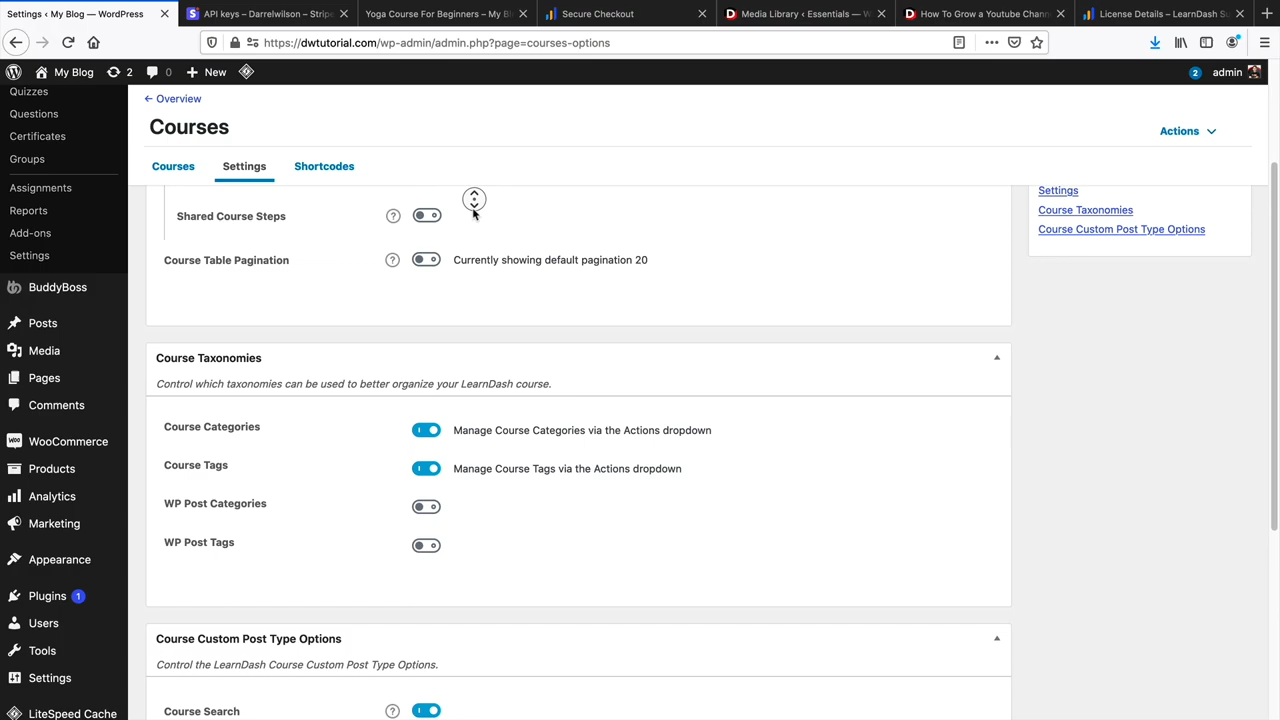 Settings ‹ My Blog — WordPress
API keys – Darrelwilson – Stripe
Yoga Course For Beginners – My Bl
Secure Checkout
Media Library ‹ Essentials — W
How To Grow a Youtube Chann
License Details – LearnDash Su
https://dwtutorial.com/wp-admin/admin.php?page=courses-options
My Blog
2
0
New
2
admin
Quizzes
Questions
Certificates
Groups
Assignments
Reports
Add-ons
Settings
BuddyBoss
Posts
Media
Pages
Comments
WooCommerce
Products
Analytics
Marketing
Appearance
Plugins 1
Users
Tools
Settings
LiteSpeed Cache
← Overview
Courses
Actions
Courses
Settings
Shortcodes
Shared Course Steps
Course Table Pagination
Currently showing default pagination 20
Course Taxonomies
Control which taxonomies can be used to better organize your LearnDash course.
Course Categories
Manage Course Categories via the Actions dropdown
Course Tags
Manage Course Tags via the Actions dropdown
WP Post Categories
WP Post Tags
Course Custom Post Type Options
Control the LearnDash Course Custom Post Type Options.
Course Search
Settings
Course Taxonomies
Course Custom Post Type Options